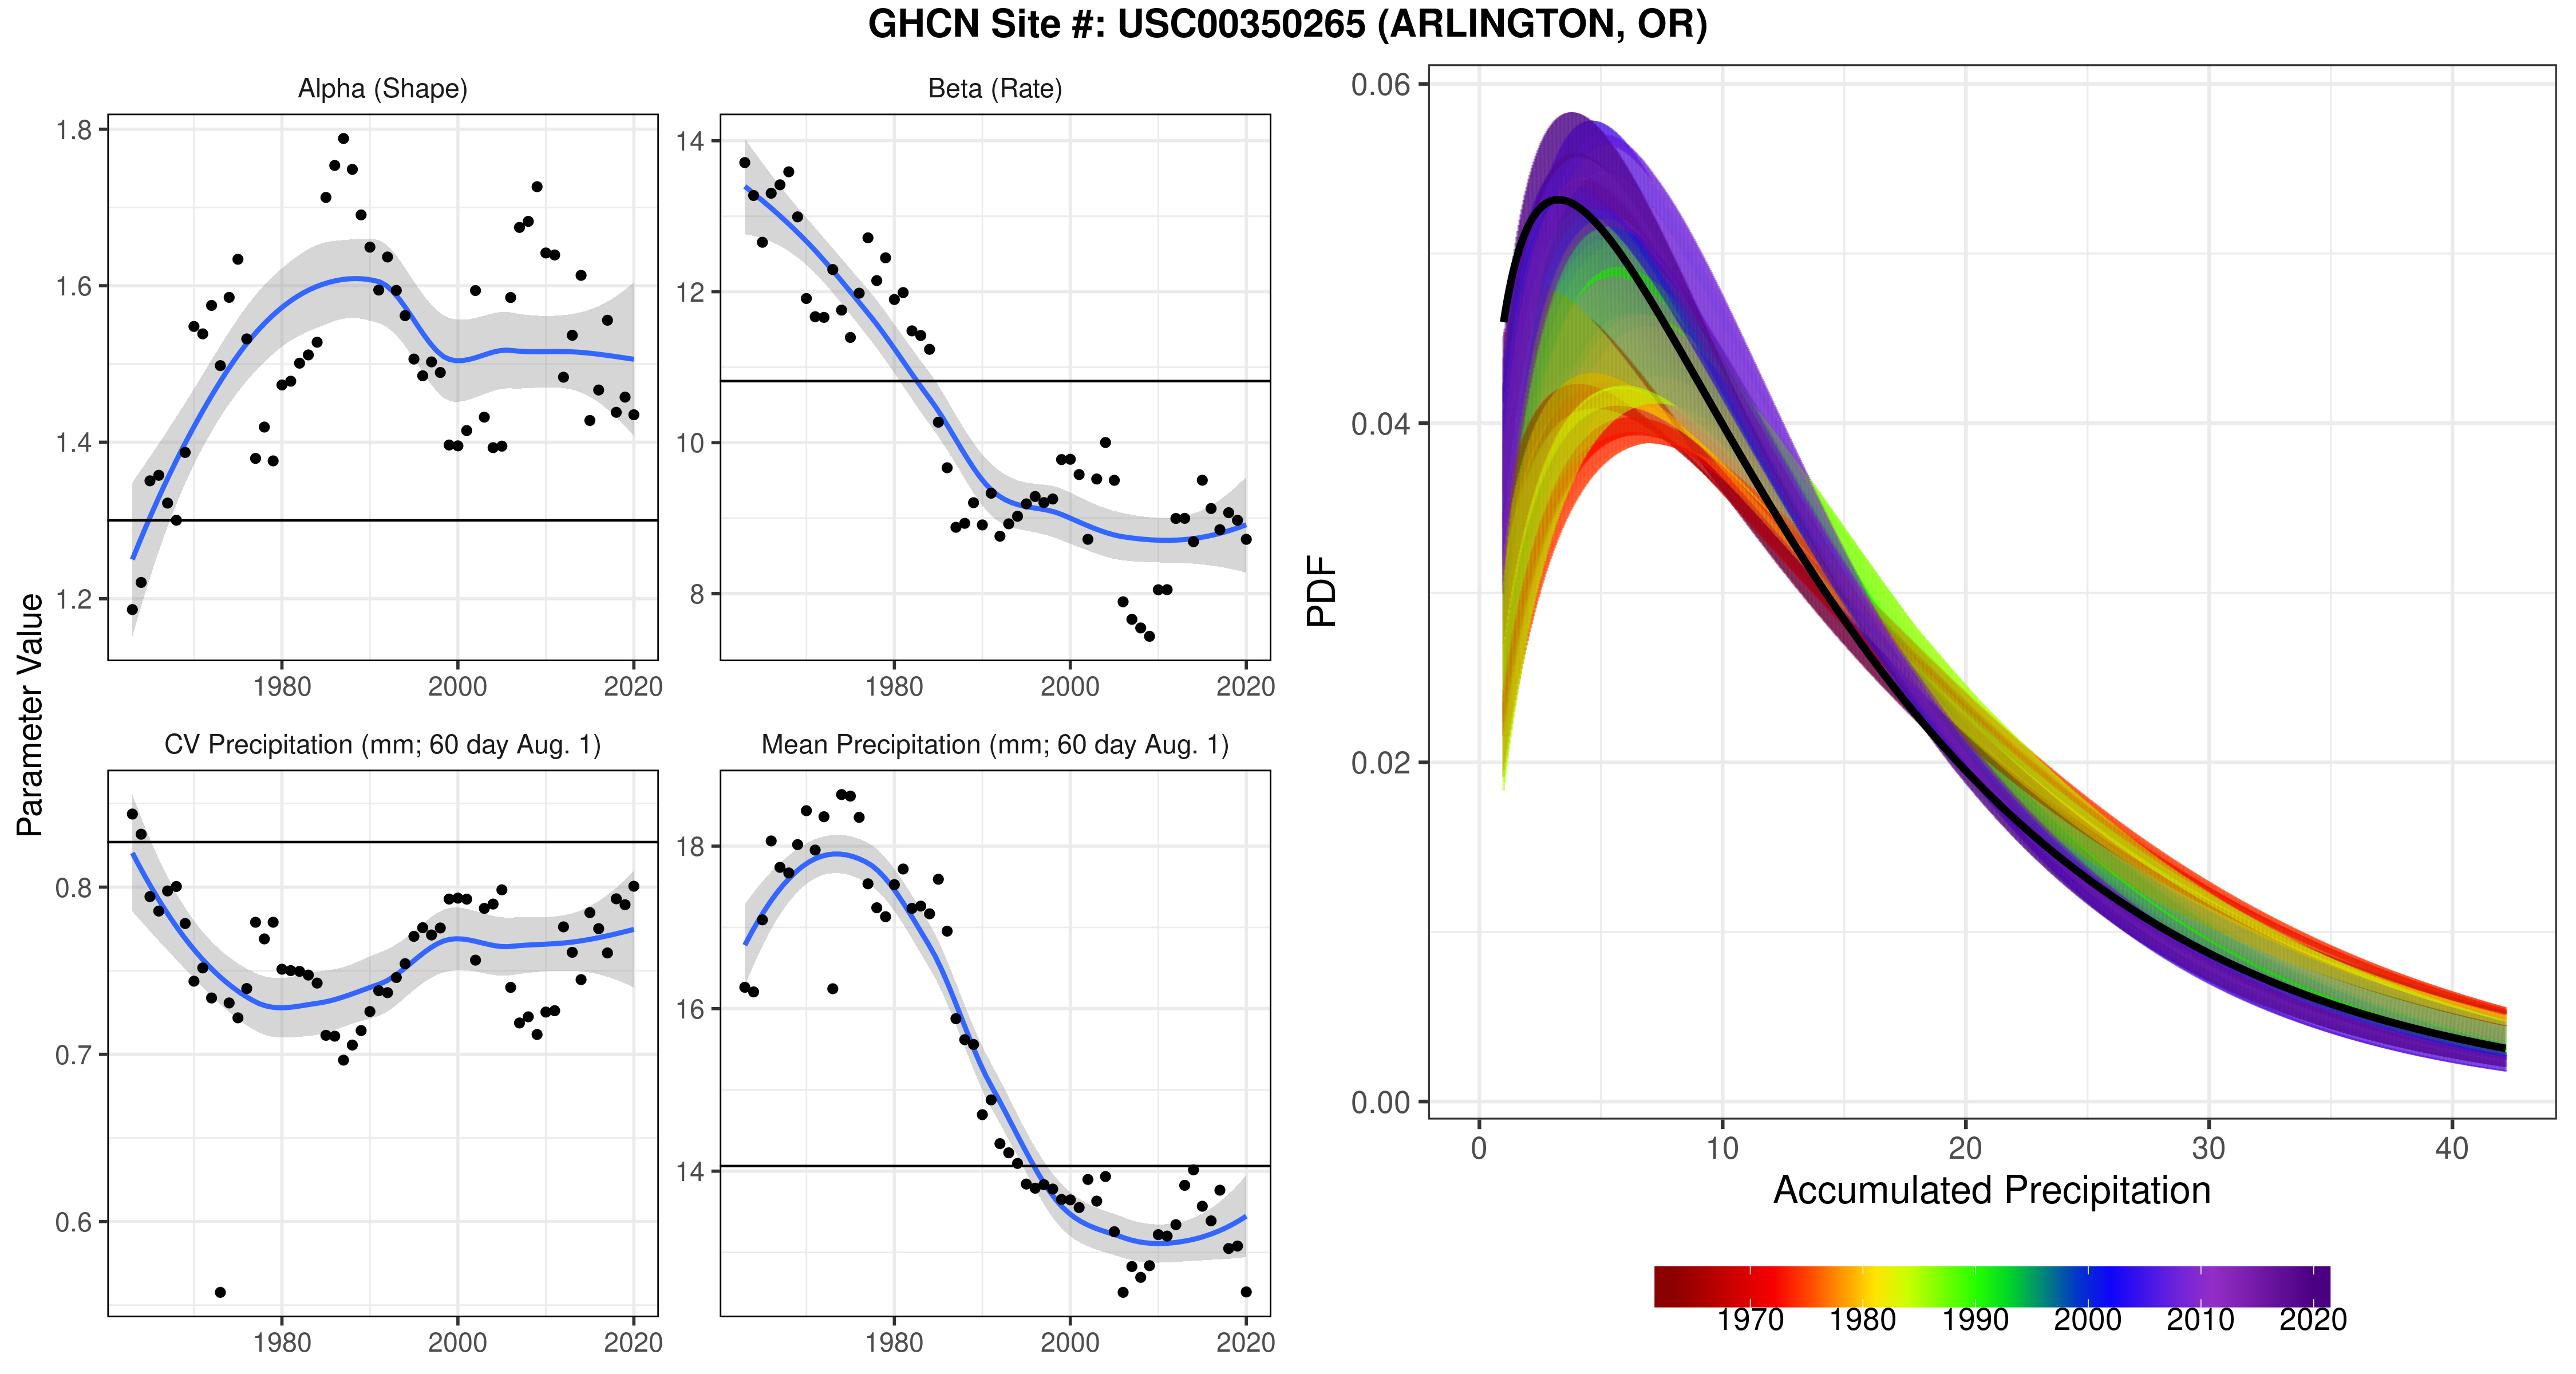 GHCN Site #: USC00350265 (ARLINGTON, OR)
Alpha (Shape)
1.8
1.6
1.4
1.2
1980 2000 2020
Beta (Rate)
14
12
10
8
1980 2000 2020
Parameter Value
CV Precipitation (mm; 60 day Aug. 1)
0.8
0.7
0.6
1980 2000 2020
Mean Precipitation (mm; 60 day Aug. 1)
18
16
14
1980 2000 2020
PDF
0.06
0.04
0.02
0.00
0 10 20 30 40
Accumulated Precipitation
1970 1980 1990 2000 2010 2020